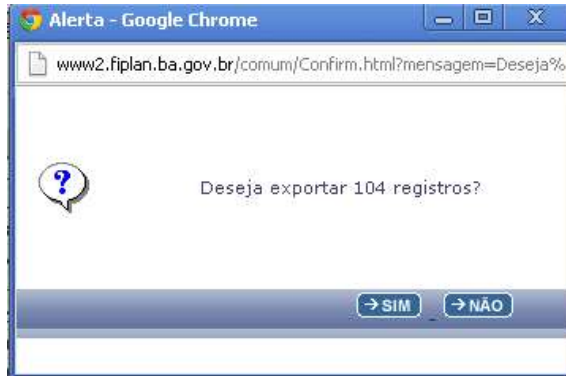 Alerta - Google Chrome
www2.fiplan.ba.gov.br/comum/Confirm.html?mensagem=Deseja%
?
Deseja exportar 104 registros?
SIM
NÃO